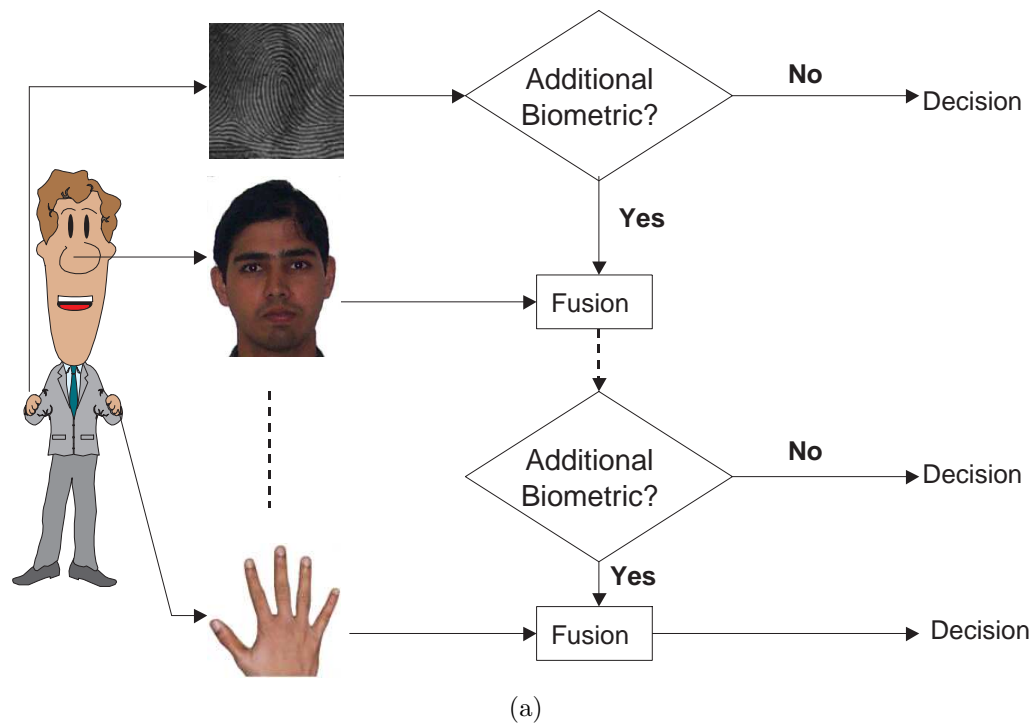 Additional
Biometric?
No
Decision
Yes
Fusion
Additional
Biometric?
No
Decision
Yes
Fusion
Decision
(a)